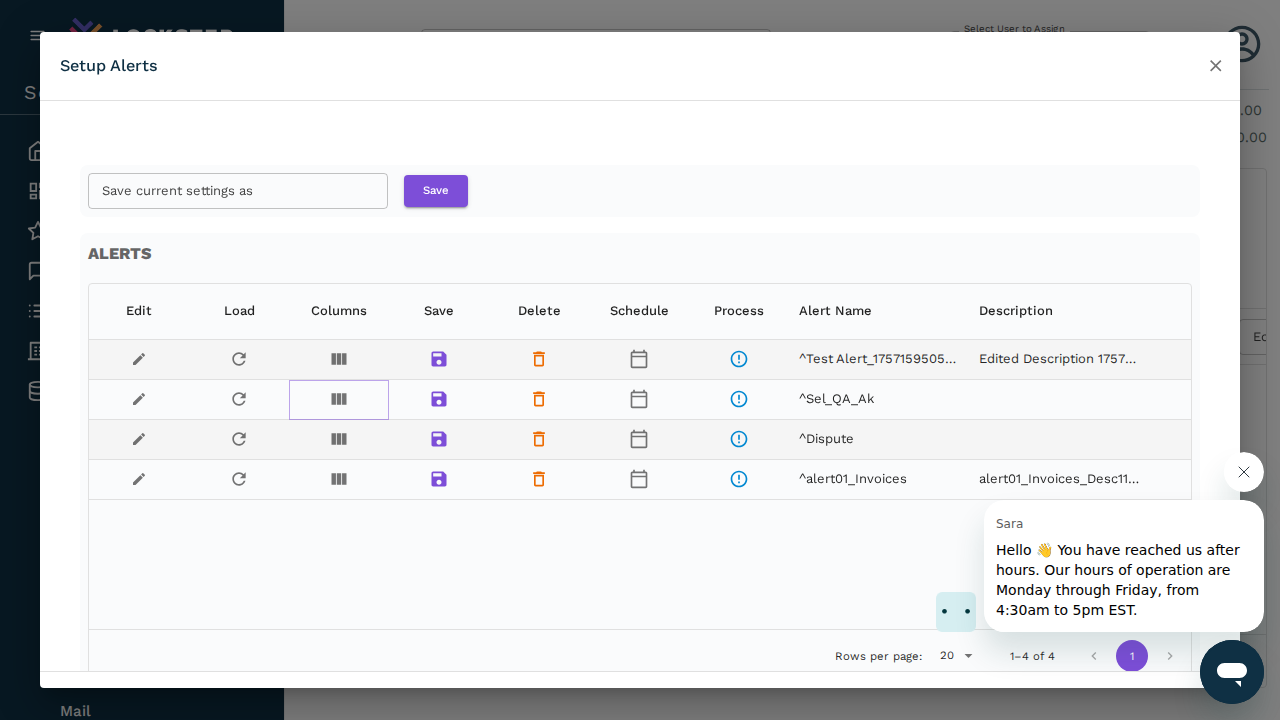 Select User to Assign
Setup Alerts
Save current settings as
Save
ALERTS
Edit Load Columns Save Delete Schedule Process Alert Name Description
^Test Alert_1757159505... Edited Description 1757...
^Sel_QA_Ak
^Dispute
^alert01_Invoices alert01_Invoices_Desc11...
Sara
Hello 👋 You have reached us after
hours. Our hours of operation are
Monday through Friday, from
4:30am to 5pm EST.
Rows per page: 20 1–4 of 4 1
Mail